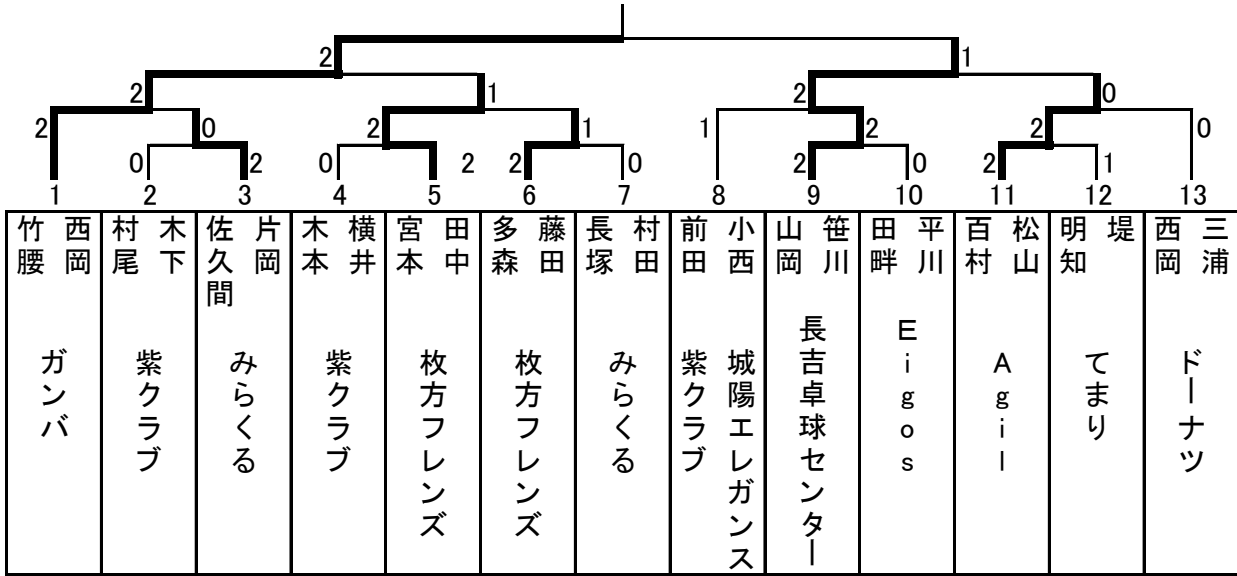 2 1
2 1 2 0
2 0 2 1 1 2 2 0
0 2 0 2 2 0 2 0 2 1
1 2 3 4 5 6 7 8 9 10 11 12 13
竹腰 西岡
ガンバ
村尾 木下
紫クラブ
佐久間 片岡
みらくる
木本 横井
紫クラブ
宮本 田中
枚方フレンズ
多森 藤田
枚方フレンズ
長塚 村田
みらくる
前田 小西
紫クラブ 城陽エレガンス
山岡 笹川
長吉卓球センター
田畔 平川
Eigos
百村 松山
Agil
明知 堤
てまり
西岡 三浦
ドーナツ